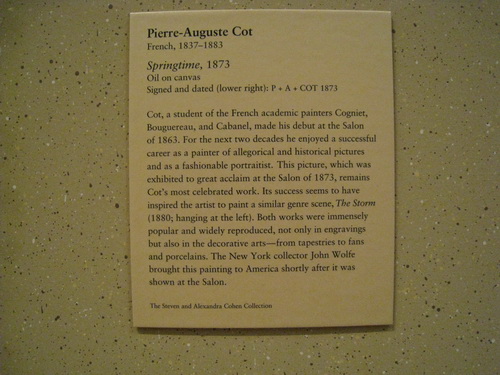 Pierre-Auguste Cot
French, 1837–1883
Springtime, 1873
Oil on canvas
Signed and dated (lower right): P + A + COT 1873
Cot, a student of the French academic painters Cogniet,
Bouguereau, and Cabanel, made his debut at the Salon
of 1863. For the next two decades he enjoyed a successful
career as a painter of allegorical and historical pictures
and as a fashionable portraitist. This picture, which was
exhibited to great acclaim at the Salon of 1873, remains
Cot's most celebrated work. Its success seems to have
inspired the artist to paint a similar genre scene, The Storm
(1880; hanging at the left). Both works were immensely
popular and widely reproduced, not only in engravings
but also in the decorative arts—from tapestries to fans
and porcelains. The New York collector John Wolfe
brought this painting to America shortly after it was
shown at the Salon.
The Steven and Alexandra Cohen Collection